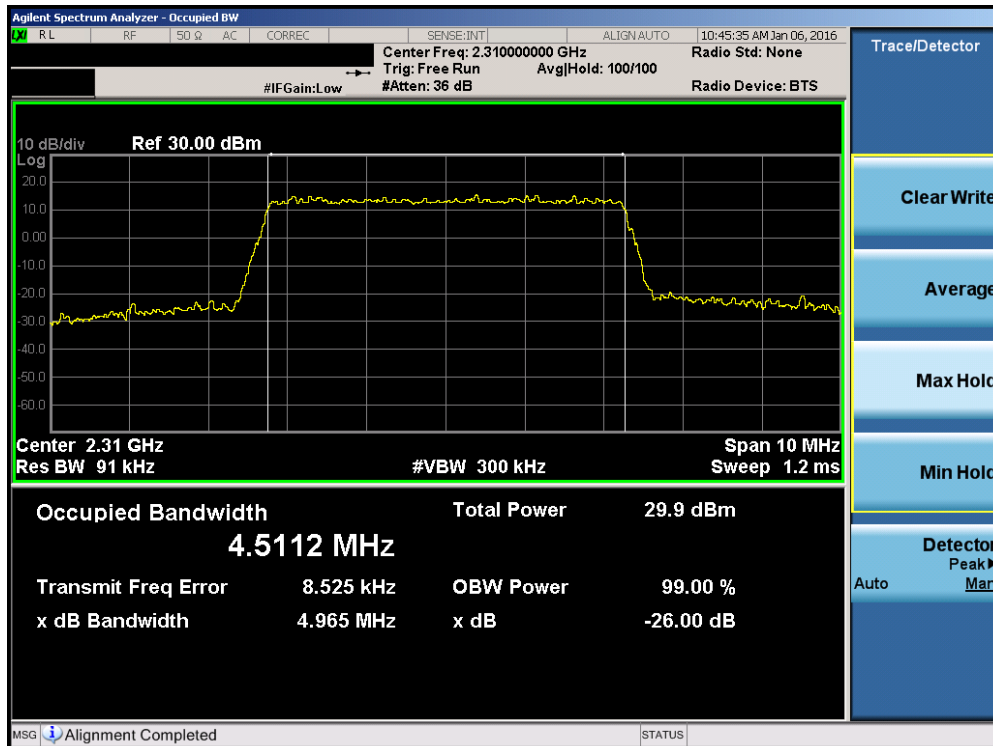 Agilent Spectrum Analyzer - Occupied BW
LXI RL RF 50 Ω AC CORREC SENSE:INT ALIGN AUTO 10:45:35 AM Jan 06, 2016
Center Freq: 2.310000000 GHz Radio Std: None
Trig: Free Run Avg|Hold: 100/100
#IFGain:Low #Atten: 36 dB Radio Device: BTS
10 dB/div Ref 30.00 dBm
Log
20.0
10.0
0.00
-10.0
-20.0
-30.0
-40.0
-50.0
-60.0
Center 2.31 GHz Span 10 MHz
Res BW 91 kHz #VBW 300 kHz Sweep 1.2 ms
Occupied Bandwidth Total Power 29.9 dBm
4.5112 MHz
Transmit Freq Error 8.525 kHz OBW Power 99.00 %
x dB Bandwidth 4.965 MHz x dB -26.00 dB
Trace/Detector
Clear Write
Average
Max Hold
Min Hold
Detector
Peak
Auto Man
MSG Alignment Completed STATUS